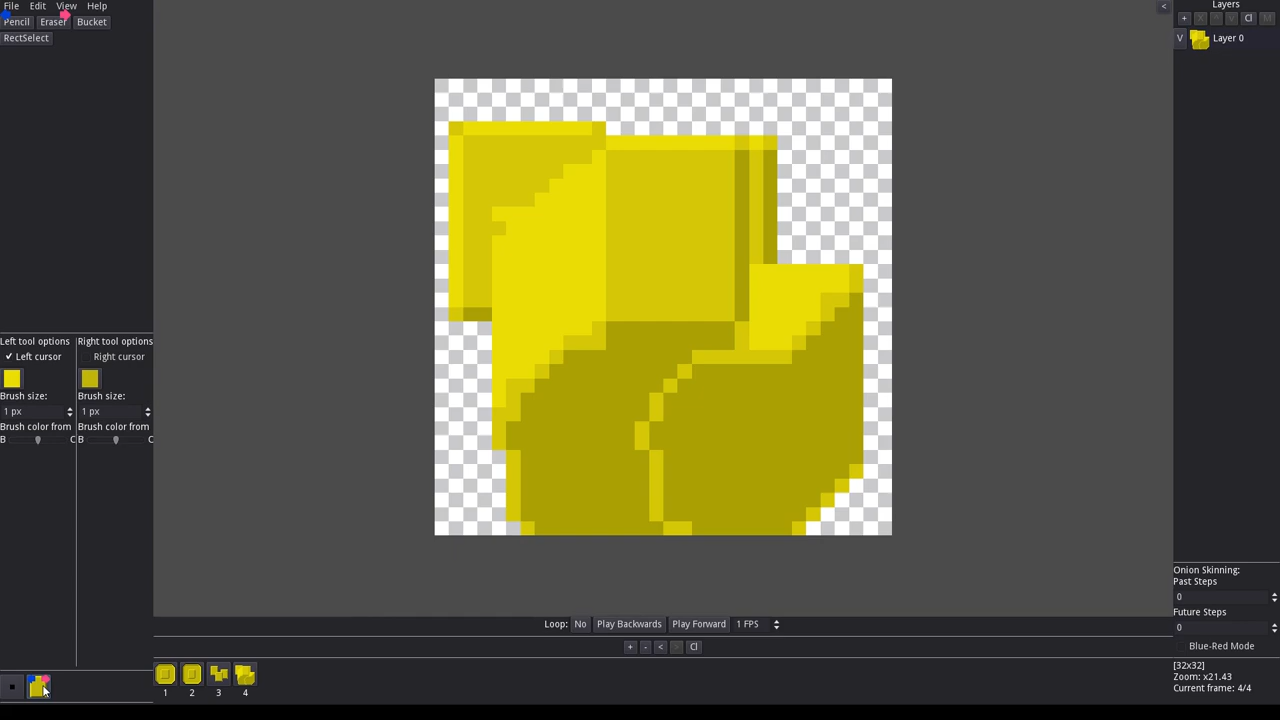 File Edit View Help
Pencil Eraser Bucket
RectSelect
Left tool options
✓ Left cursor
Brush size:
1 px
Brush color from
B C
Right tool options
Right cursor
Brush size:
1 px
Brush color from
B C
<
Loop: No Play Backwards Play Forward 1 FPS
+ - < > Cl
1 2 3 4
Layers
+ X ^ V Cl M
V Layer 0
Onion Skinning:
Past Steps
0
Future Steps
0
Blue-Red Mode
[32x32]
Zoom: x21.43
Current frame: 4/4